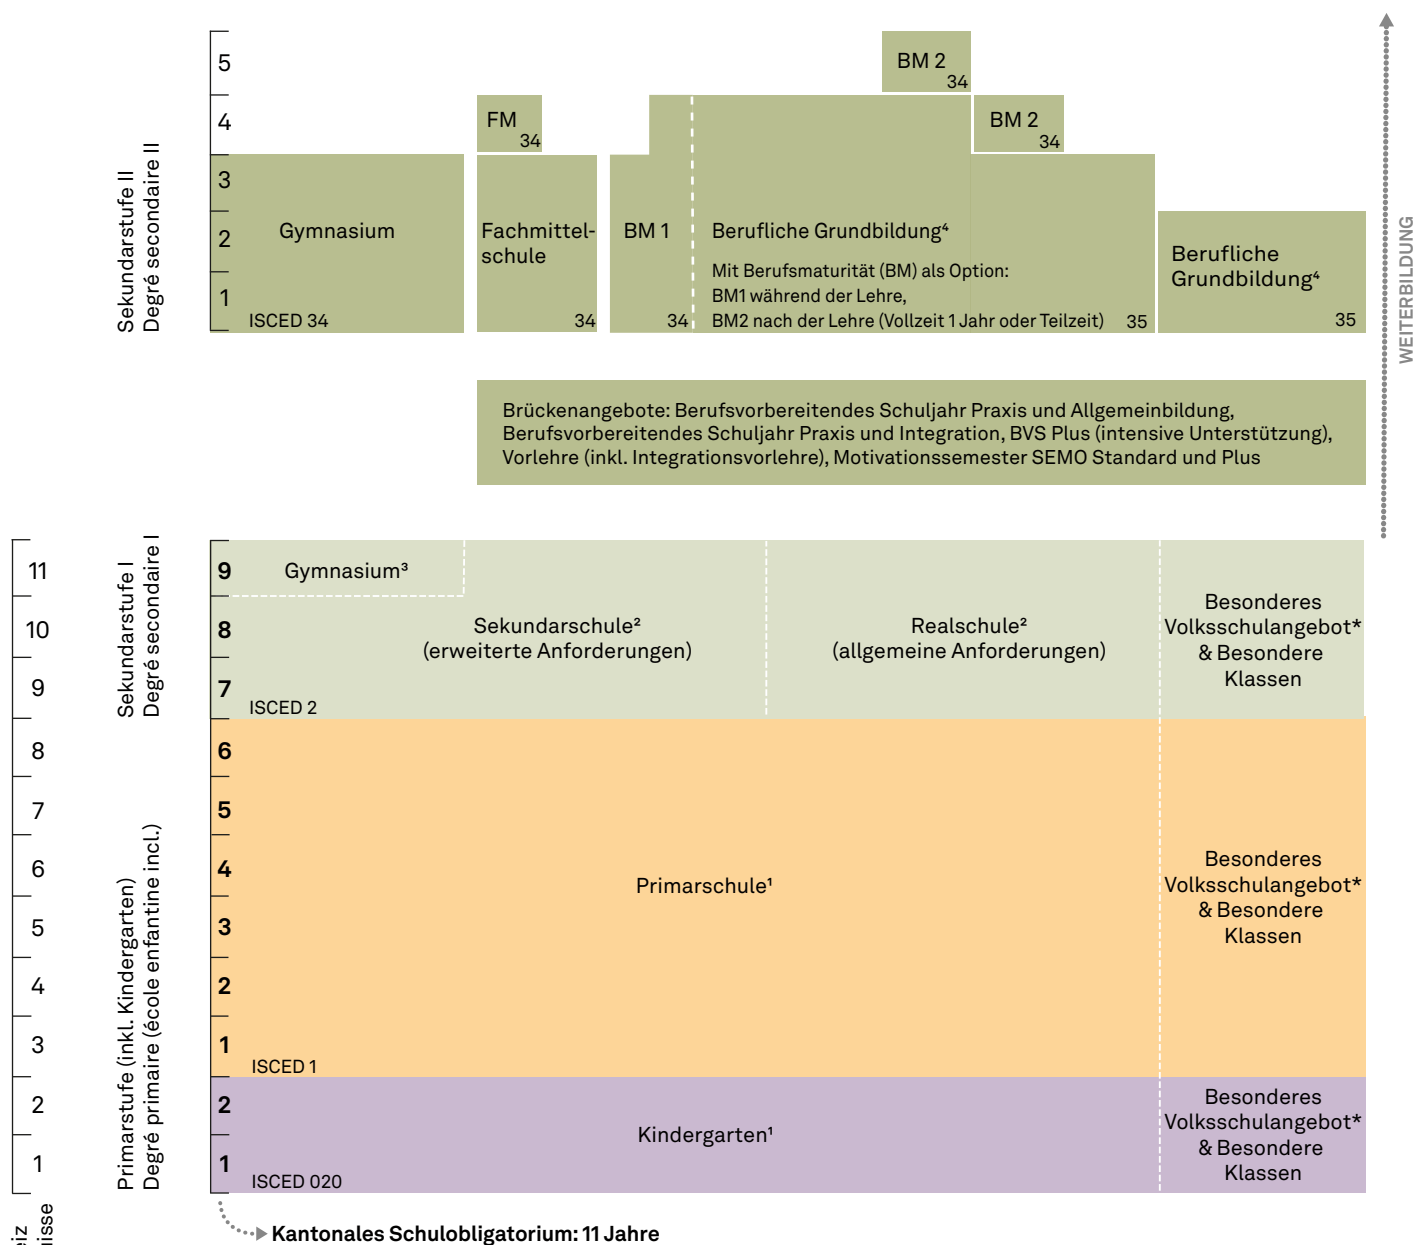 5
BM 2
34
4
FM
34
BM 2
34
Sekundarstufe II
Degré secondaire II
3
2
1
Gymnasium
ISCED 34
Fachmittel-
schule
34
BM 1
34
Berufliche Grundbildung⁴
Mit Berufsmaturität (BM) als Option:
BM1 während der Lehre,
BM2 nach der Lehre (Vollzeit 1 Jahr oder Teilzeit)
35
Berufliche
Grundbildung⁴
35
WEITERBILDUNG
Brückenangebote: Berufsvorbereitendes Schuljahr Praxis und Allgemeinbildung,
Berufsvorbereitendes Schuljahr Praxis und Integration, BVS Plus (intensive Unterstützung),
Vorlehre (inkl. Integrationsvorlehre), Motivationssemester SEMO Standard und Plus
11
10
9
Sekundarstufe I
Degré secondaire I
9
8
7
Gymnasium³
Sekundarschule²
(erweiterte Anforderungen)
Realschule²
(allgemeine Anforderungen)
Besonderes
Volksschulangebot*
& Besondere
Klassen
ISCED 2
8
7
6
5
4
3
2
1
Primarstufe (inkl. Kindergarten)
Degré primaire (école enfantine incl.)
6
5
4
3
2
1
Primarschule¹
Besonderes
Volksschulangebot*
& Besondere
Klassen
ISCED 1
2
1
Kindergarten¹
Besonderes
Volksschulangebot*
& Besondere
Klassen
ISCED 020
Kantonales Schulobligatorium: 11 Jahre